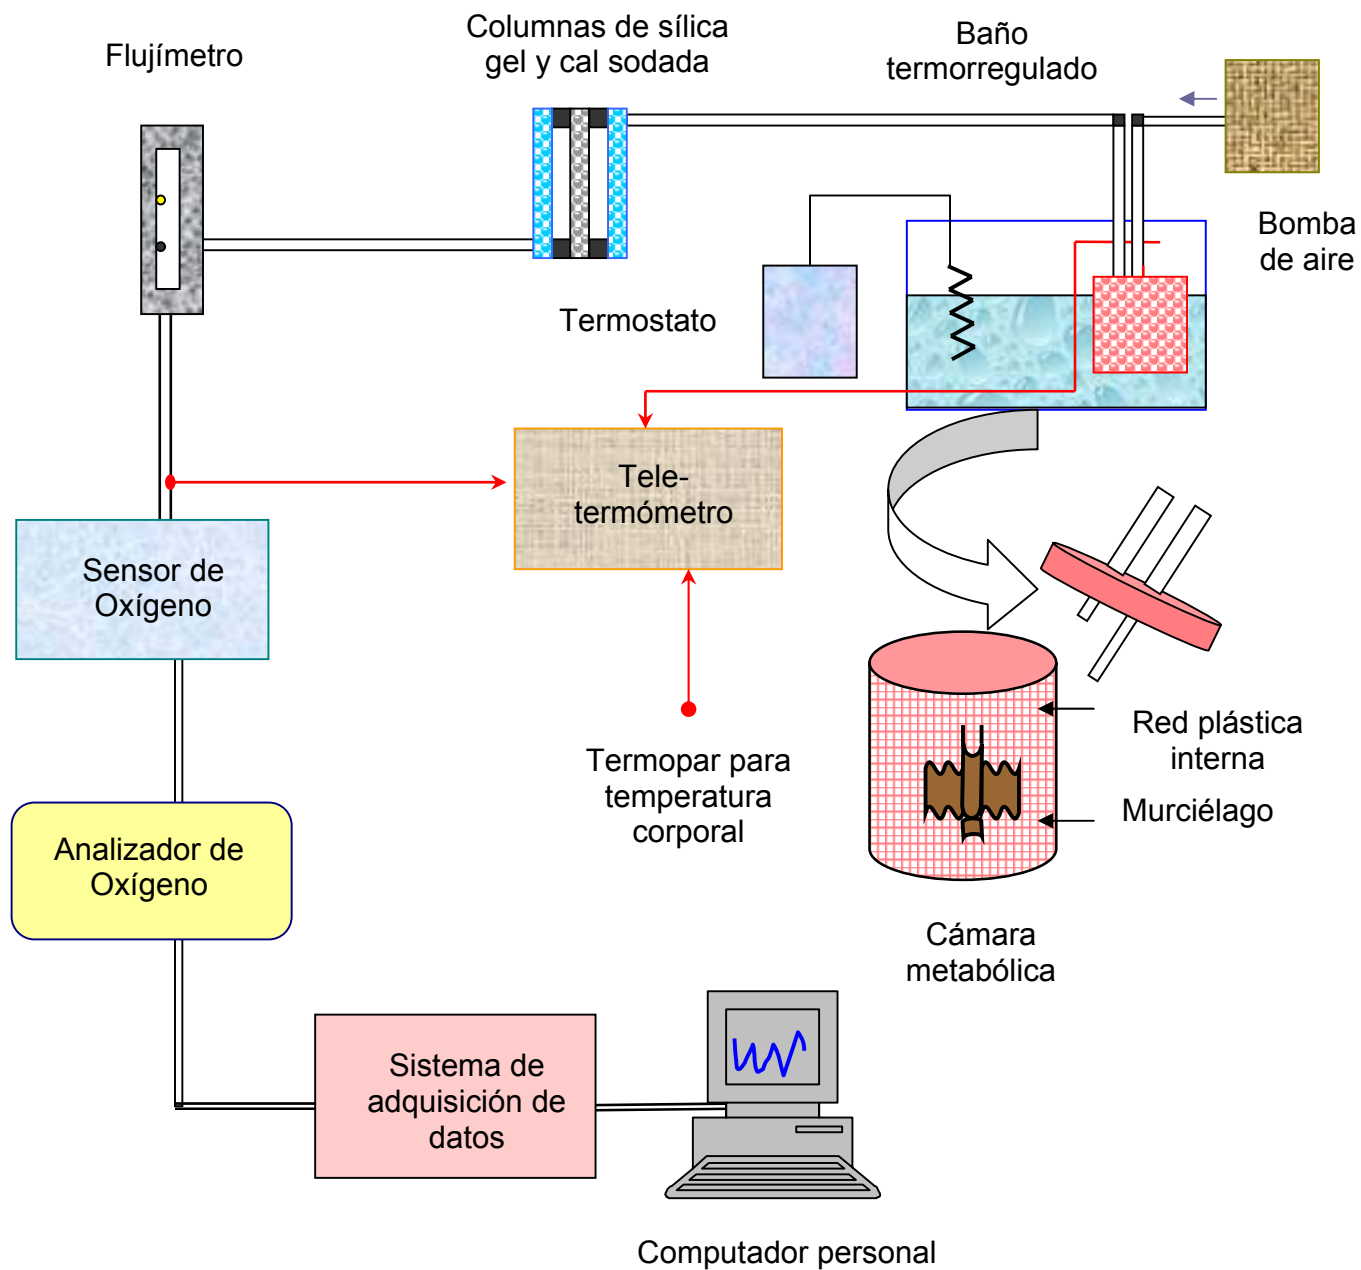 Flujímetro
Columnas de sílica
gel y cal sodada
Baño
termorregulado
Bomba
de aire
Termostato
Tele-
termómetro
Sensor de
Oxígeno
Termopar para
temperatura
corporal
Red plástica
interna
Murciélago
Analizador de
Oxígeno
Cámara
metabólica
Sistema de
adquisición de
datos
Computador personal